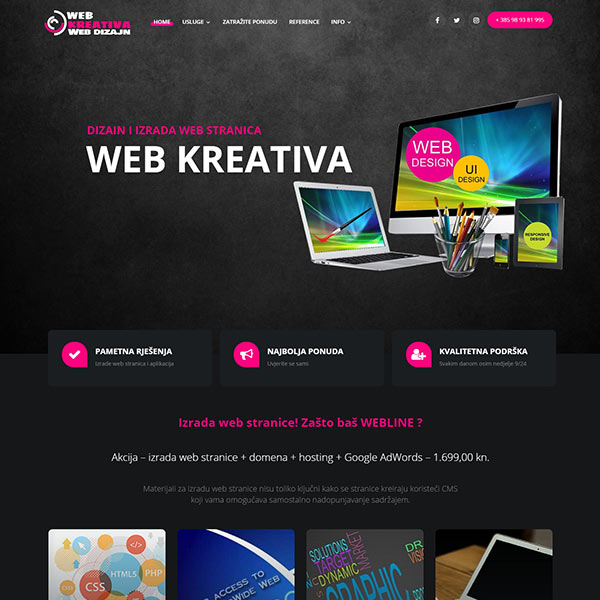 WEB
KREATIVA
WEB DIZAJN
HOME
USLUGE
ZATRAŽITE PONUDU
REFERENCE
INFO
+ 385 98 93 81 995
DIZAIN I IZRADA WEB STRANICA
WEB KREATIVA
WEB
DESIGN
UI
DESIGN
RESPONSIVE
DESIGN
PAMETNA RJEŠENJA
Izrade web stranica i aplikacija
NAJBOLJA PONUDA
Uvjerite se sami
KVALITETNA PODRŠKA
Svakim danom osim nedjelje 9/24
Izrada web stranice! Zašto baš WEBLINE ?
Akcija – izrada web stranice + domena + hosting + Google AdWords – 1.699,00 kn.
Materijali za izradu web stranice nisu toliko ključni kako se stranice kreiraju koristeći CMS
koji vama omogućava samostalno nadopunjavanje sadržajem.
</>
HTML5
PHP
CSS
CSS
ACCESS TO
WIDE WEB
SOLUTIONS
TARGET
DYNAMIC
MARKET
GRAPHIC
DESIGN